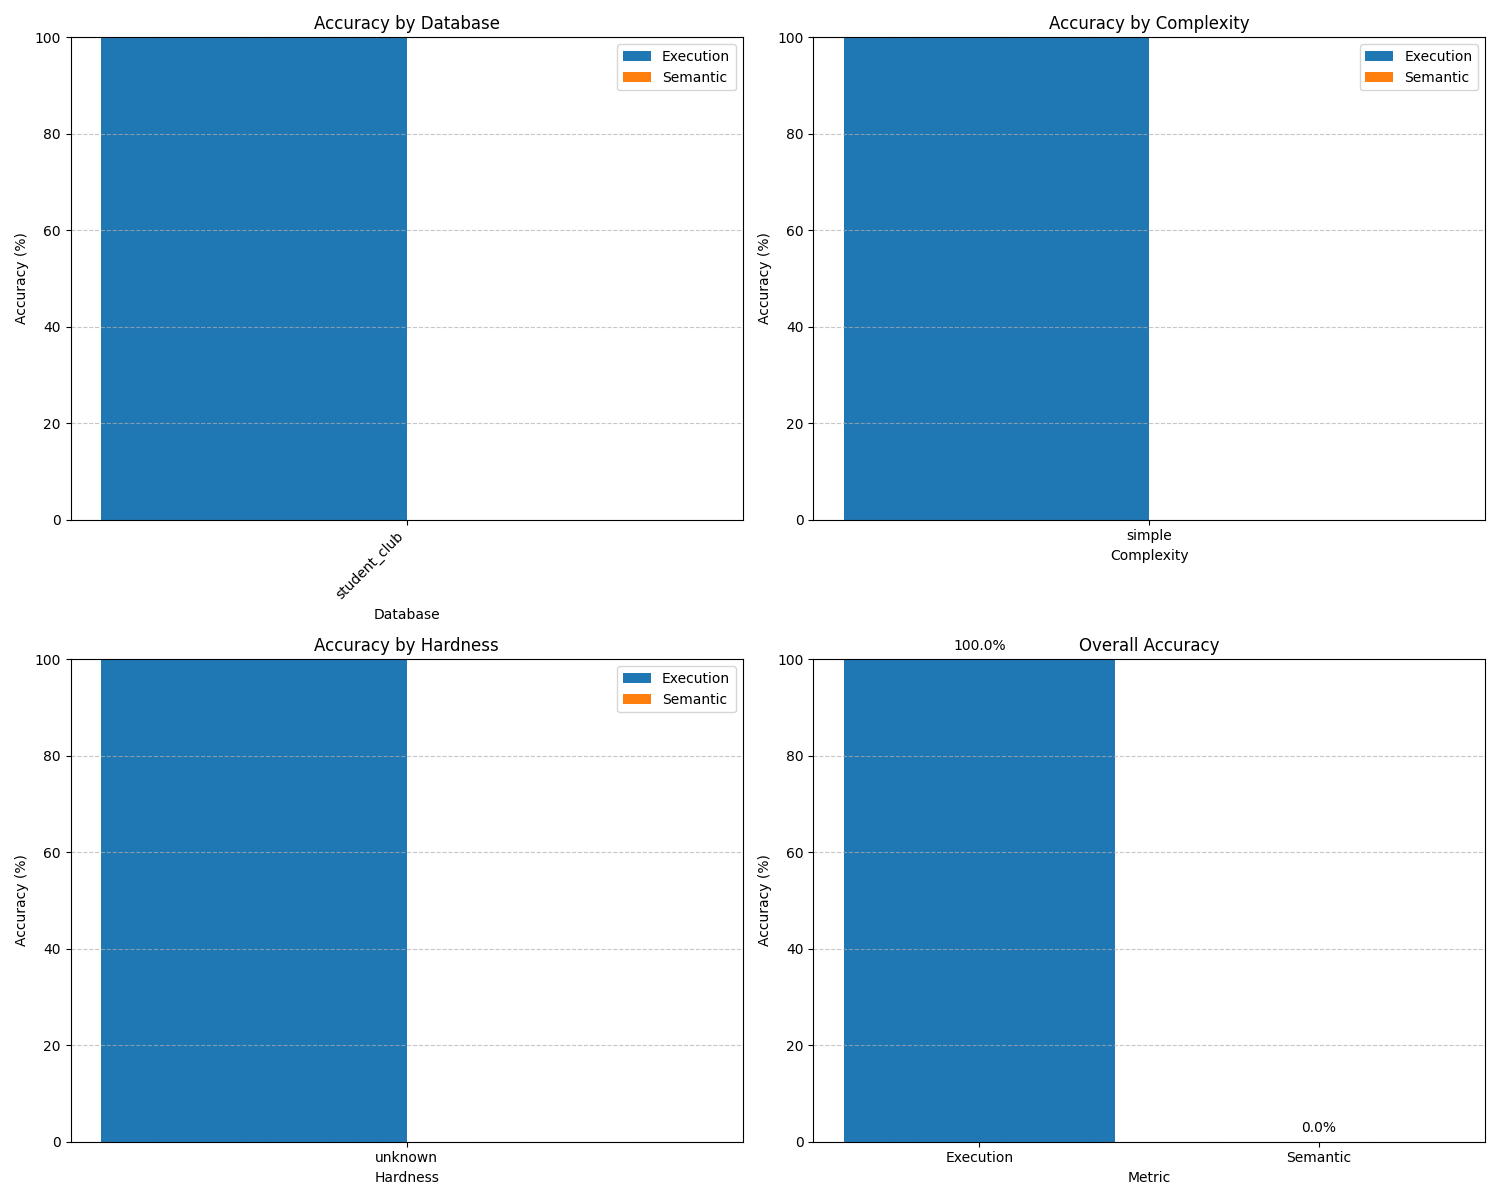 Accuracy by Database
Accuracy (%)
100
80
60
40
20
0
Execution
Semantic
student_club
Database
Accuracy by Complexity
Accuracy (%)
100
80
60
40
20
0
Execution
Semantic
simple
Complexity
Accuracy by Hardness
Accuracy (%)
100
80
60
40
20
0
Execution
Semantic
unknown
Hardness
Overall Accuracy
Accuracy (%)
100
80
60
40
20
0
100.0%
0.0%
Execution
Semantic
Metric